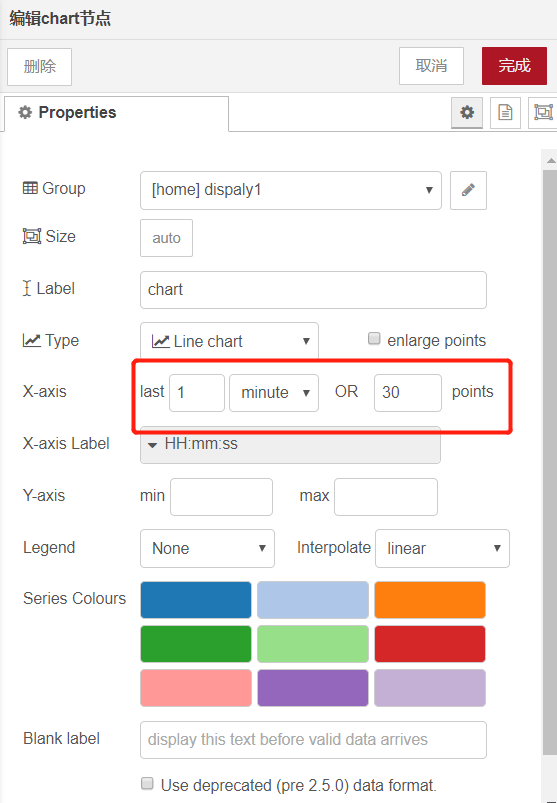 编辑chart节点
删除 取消 完成
Properties
Group [home] dispaly1
Size auto
Label chart
Type Line chart enlarge points
X-axis last 1 minute OR 30 points
X-axis Label HH:mm:ss
Y-axis min max
Legend None Interpolate linear
Series Colours
Blank label display this text before valid data arrives
Use deprecated (pre 2.5.0) data format.